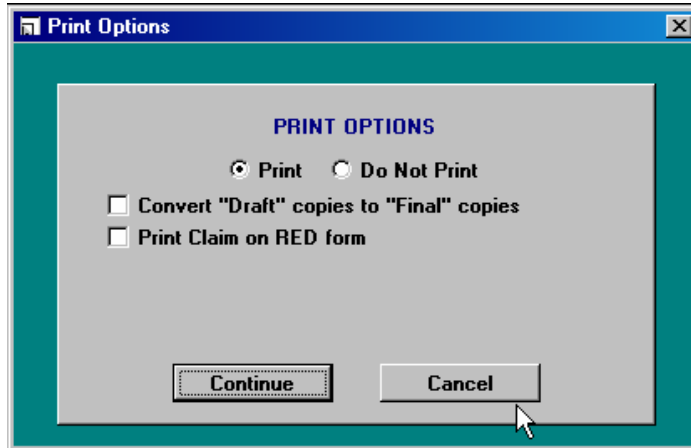 Print Options
PRINT OPTIONS
Print Do Not Print
Convert "Draft" copies to "Final" copies
Print Claim on RED form
Continue Cancel